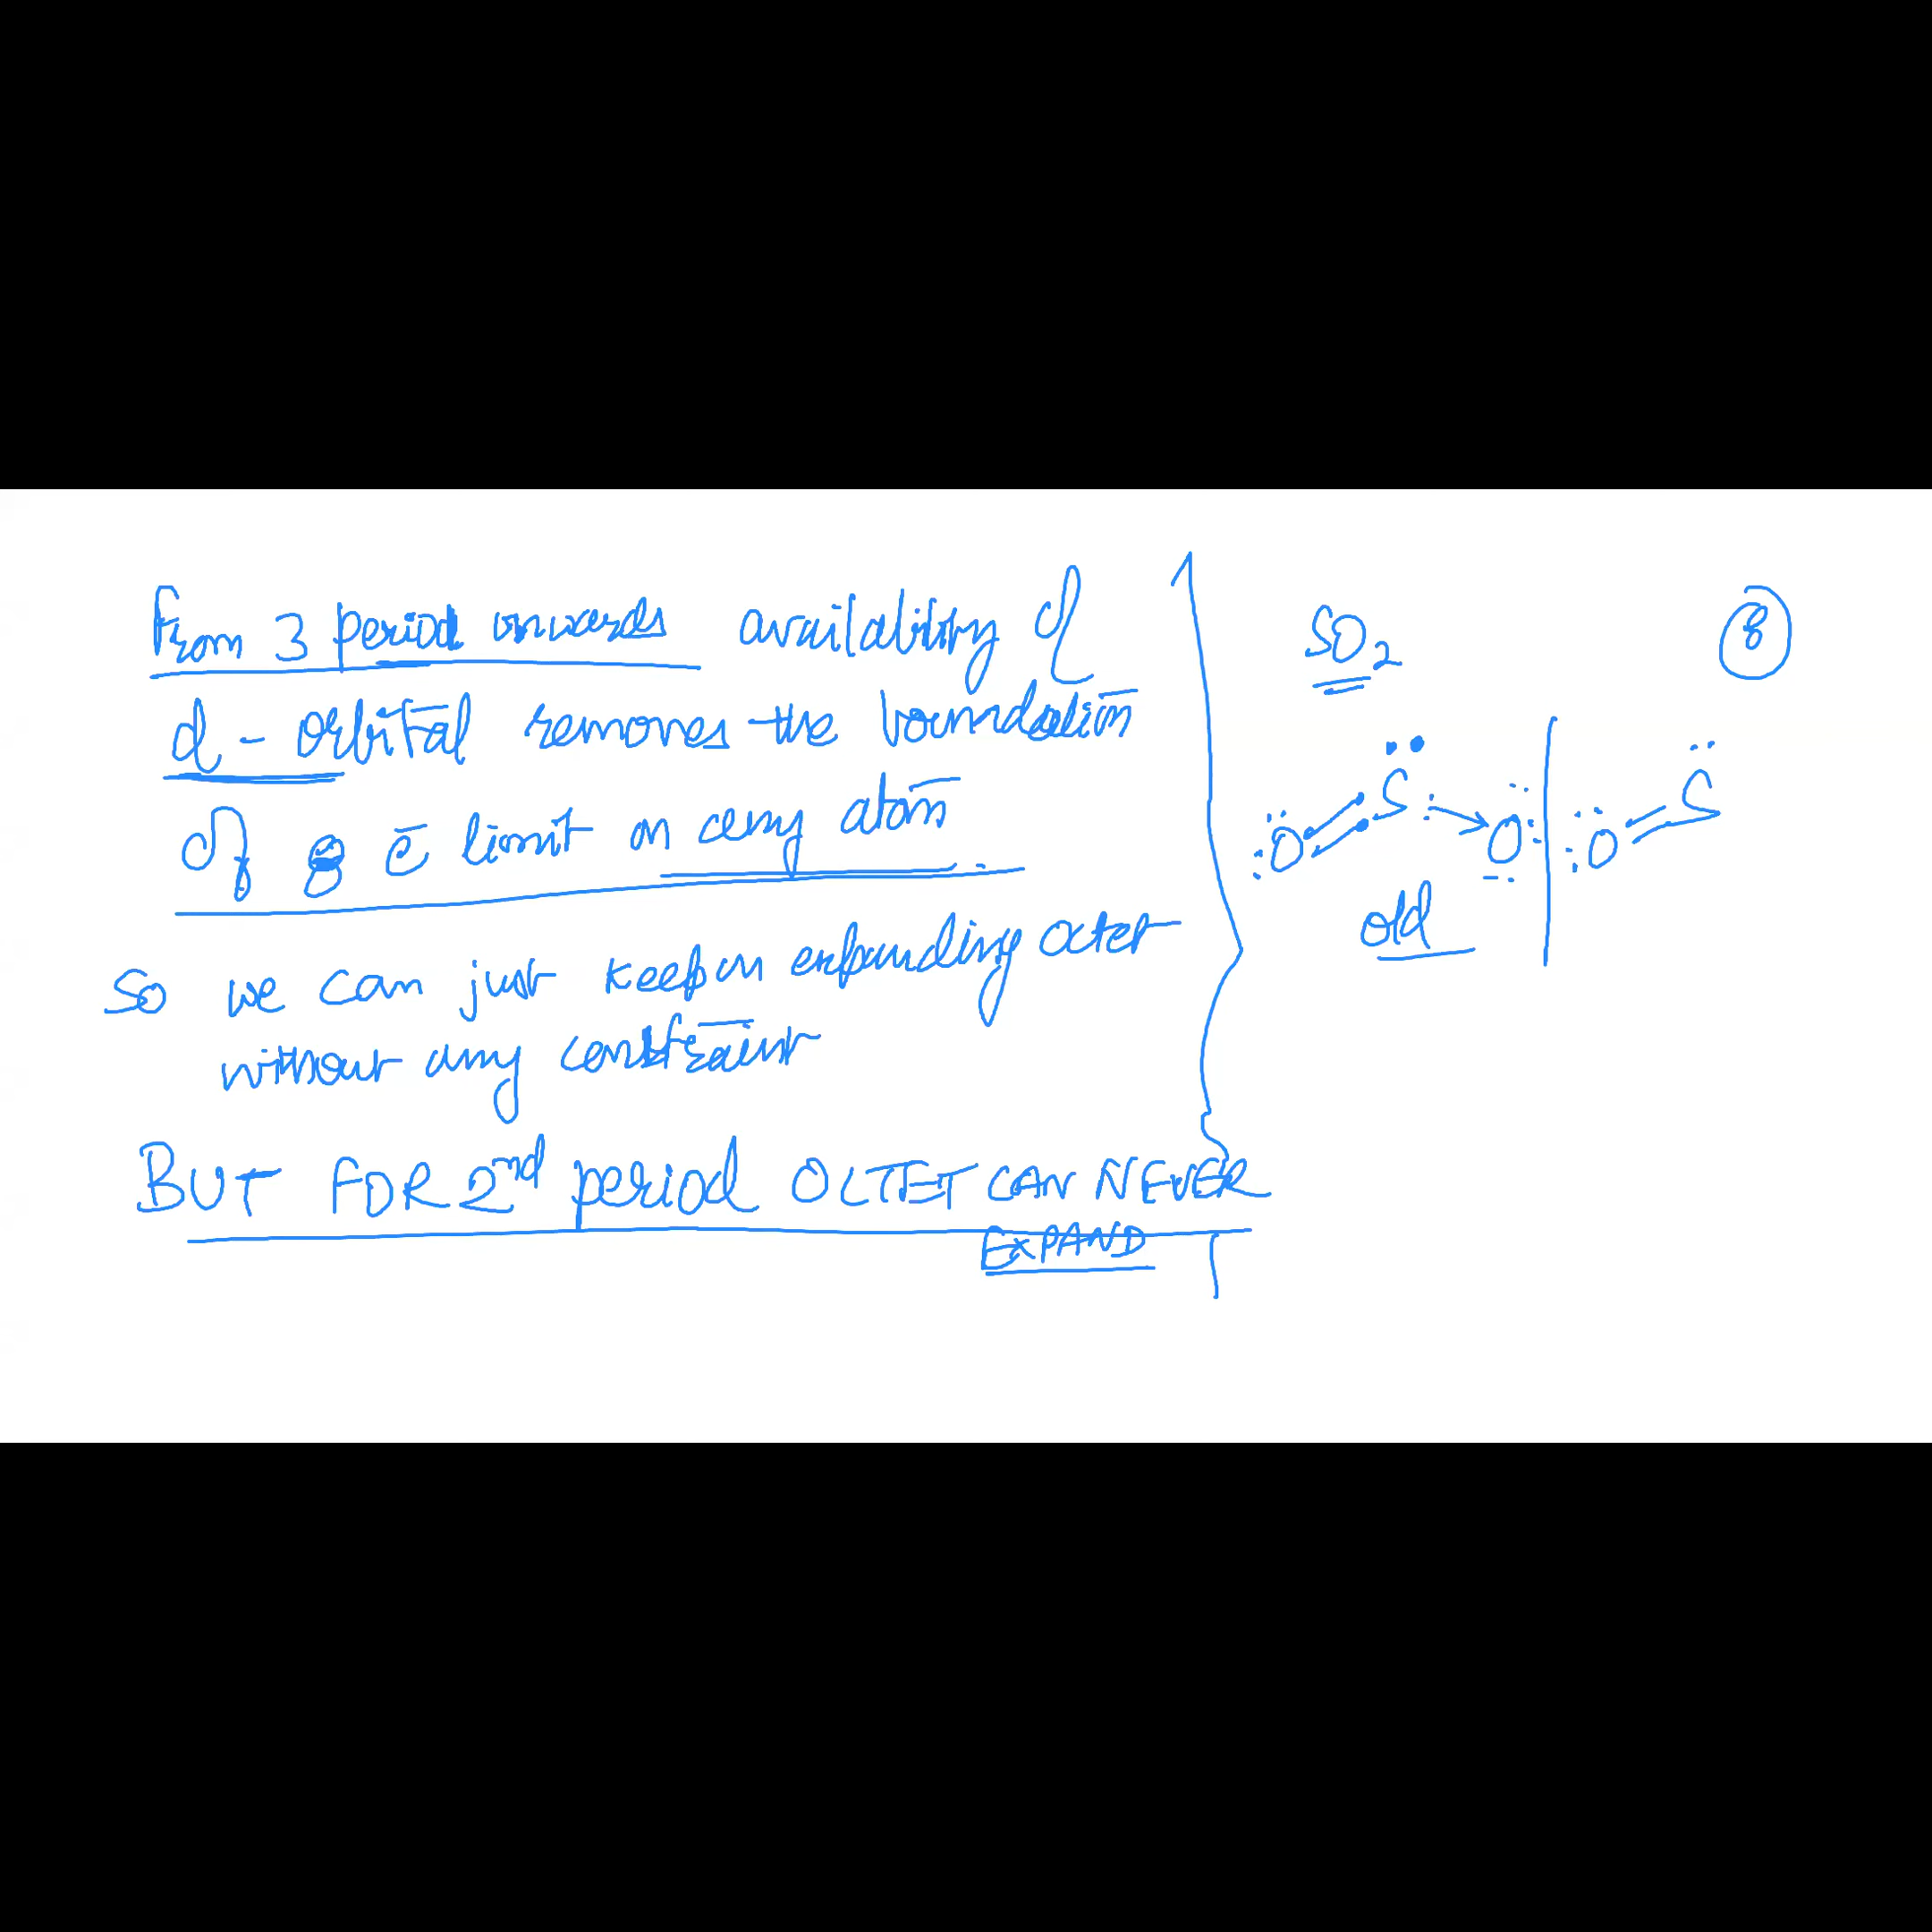 From 3 period onwards availability of
d - orbital removes the boundation
of 8 e̅ limit on any atom
so we can just keep on expanding octet
without any constraint
BUT FOR 2nd period OCTET CAN NEVER
EXPAND
SO2
8
O S O O S
old